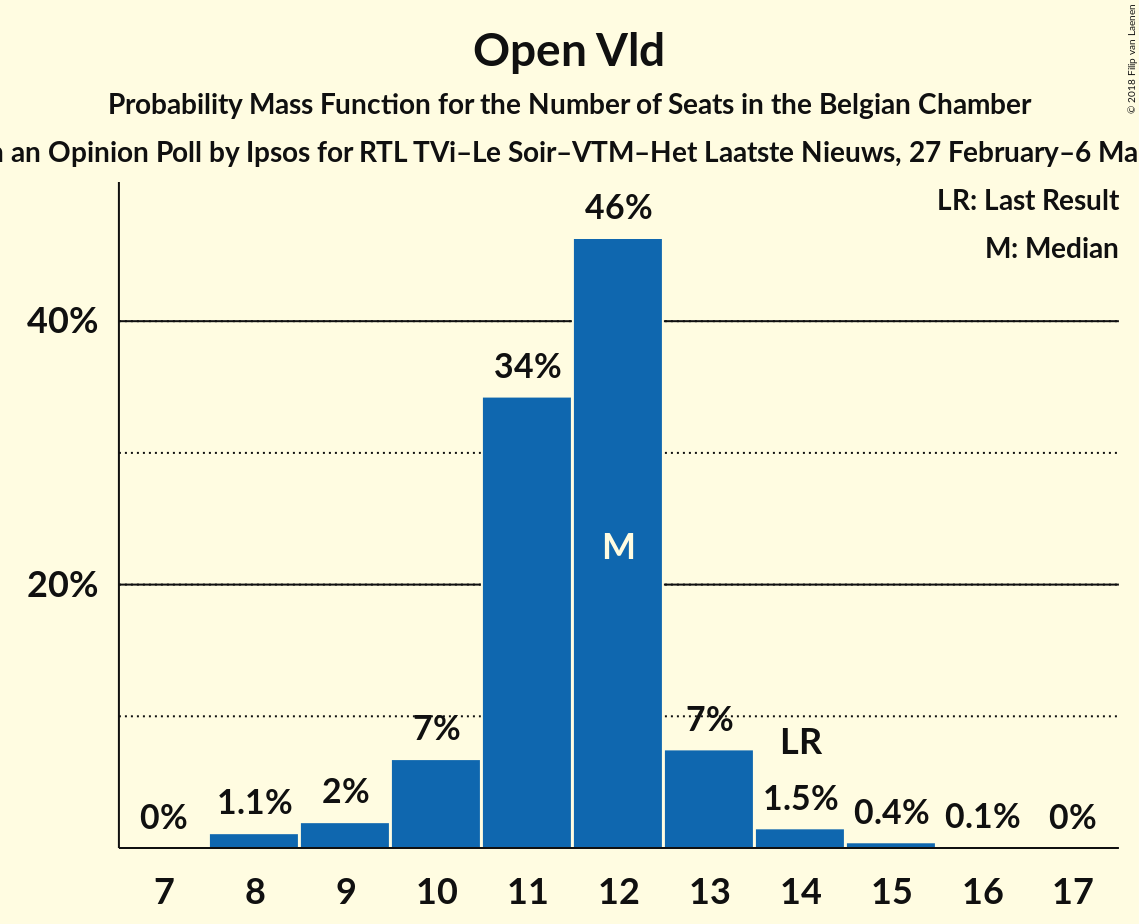 Open Vld
Probability Mass Function for the Number of Seats in the Belgian Chamber
an Opinion Poll by Ipsos for RTL TVi–Le Soir–VTM–Het Laatste Nieuws, 27 February–6 Ma
© 2018 Filip van Laenen
LR: Last Result
M: Median
46%
40%
34%
M
20%
7%
7%
LR
0%
1.1%
2%
1.5%
0.4%
0.1%
0%
7 8 9 10 11 12 13 14 15 16 17